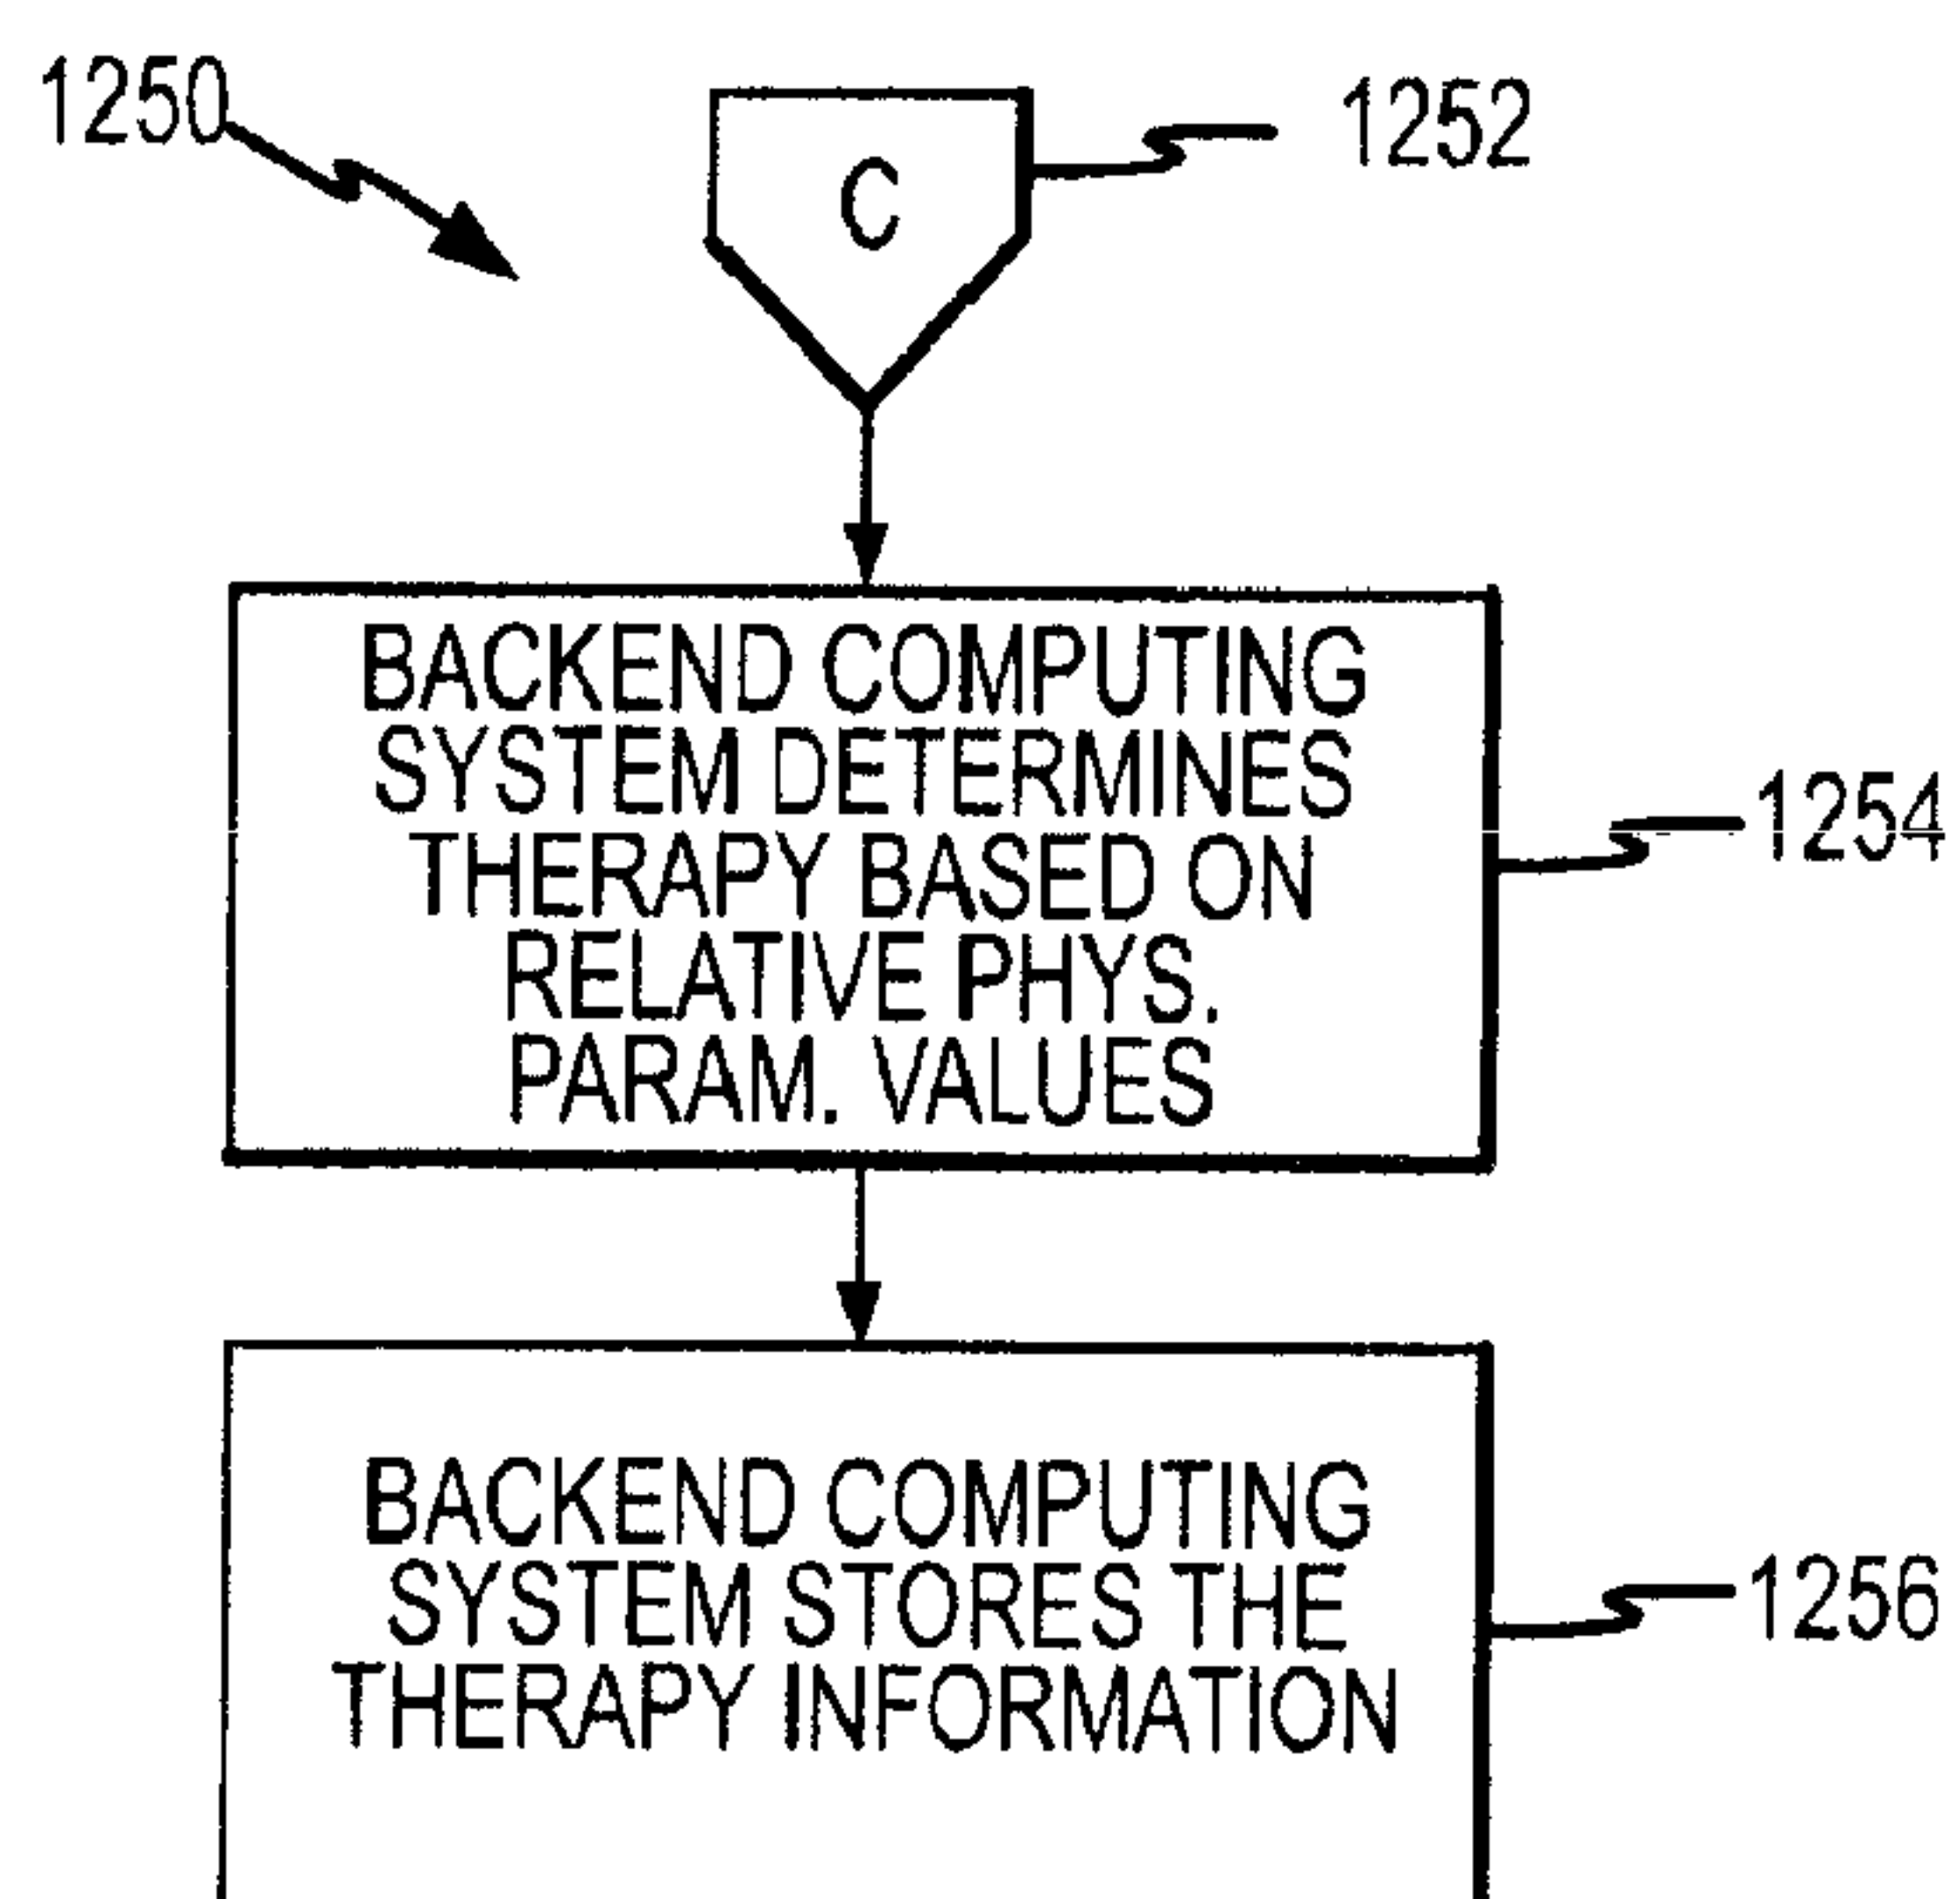 1250
C
1252
BACKEND COMPUTING
SYSTEM DETERMINES
THERAPY BASED ON
RELATIVE PHYS.
PARAM. VALUES
1254
BACKEND COMPUTING
SYSTEM STORES THE
THERAPY INFORMATION
1256